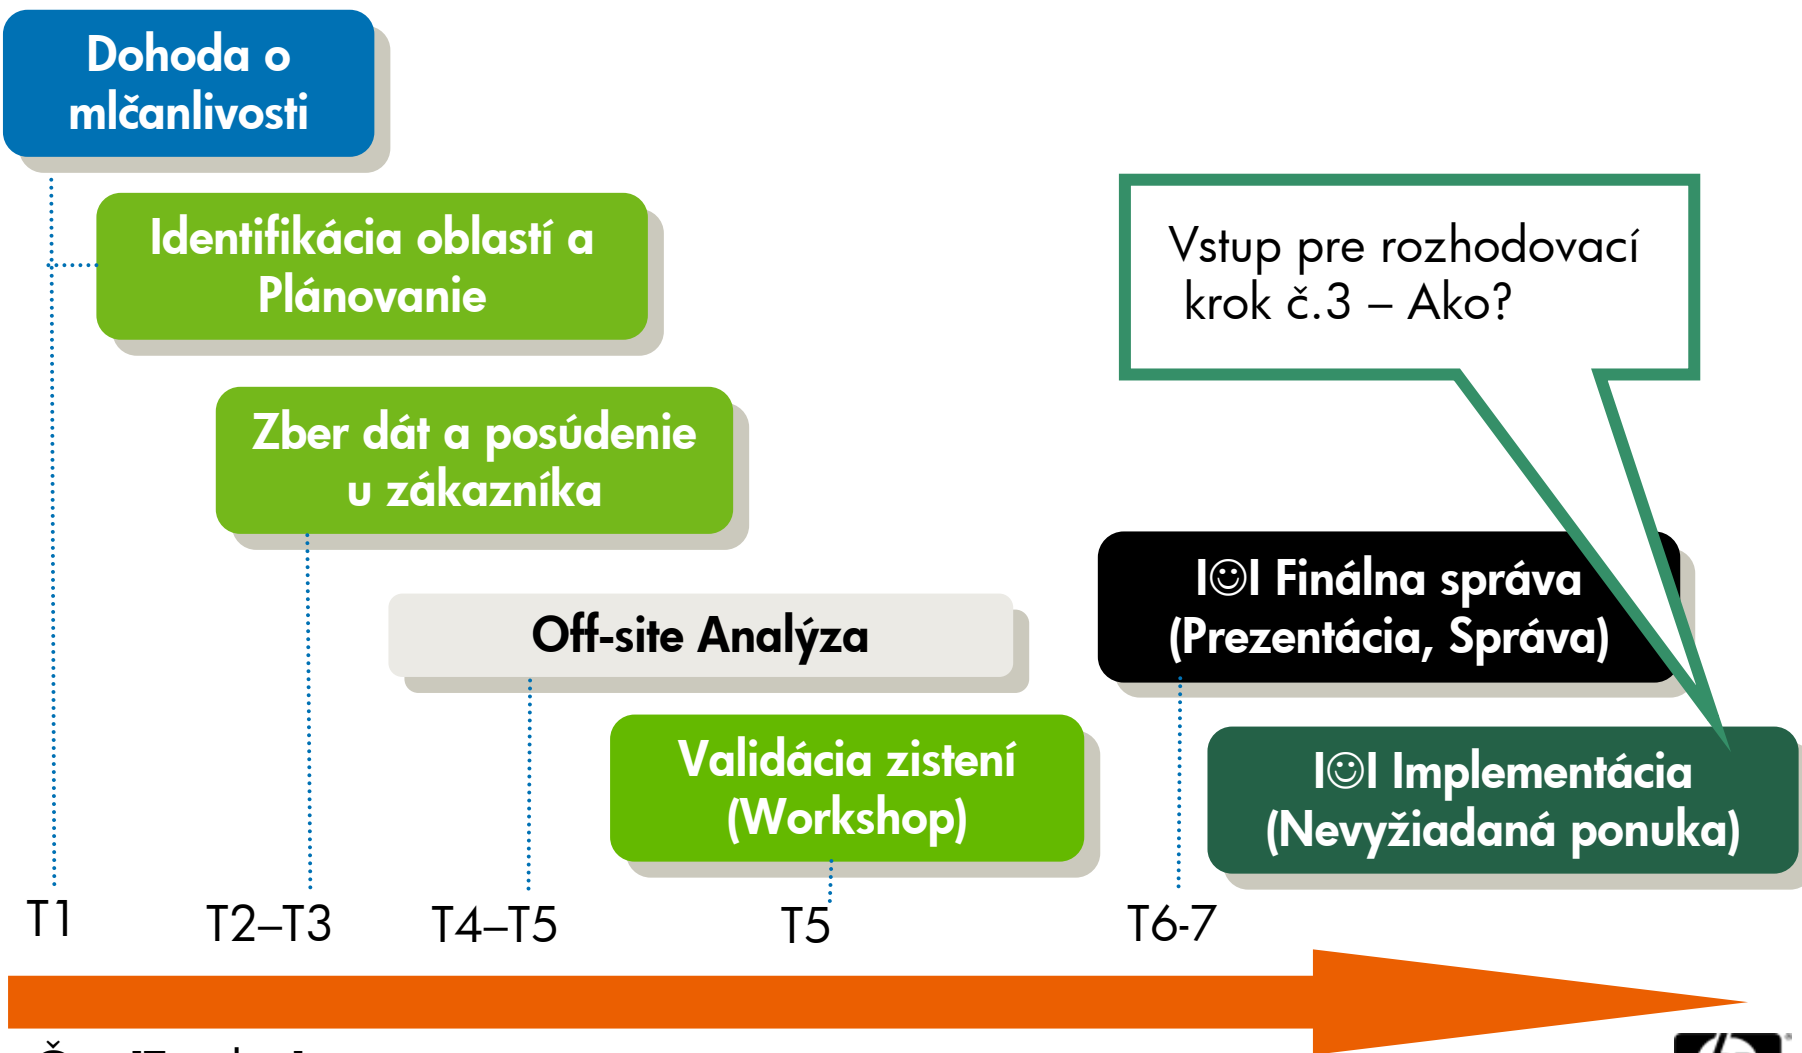 Dohoda o
mlčanlivosti
Identifikácia oblastí a
Plánovanie
Vstup pre rozhodovací
krok č.3 – Ako?
Zber dát a posúdenie
u zákazníka
I☺I Finálna správa
(Prezentácia, Správa)
Off-site Analýza
Validácia zistení
(Workshop)
I☺I Implementácia
(Nevyžiadaná ponuka)
T1
T2–T3
T4–T5
T5
T6-7